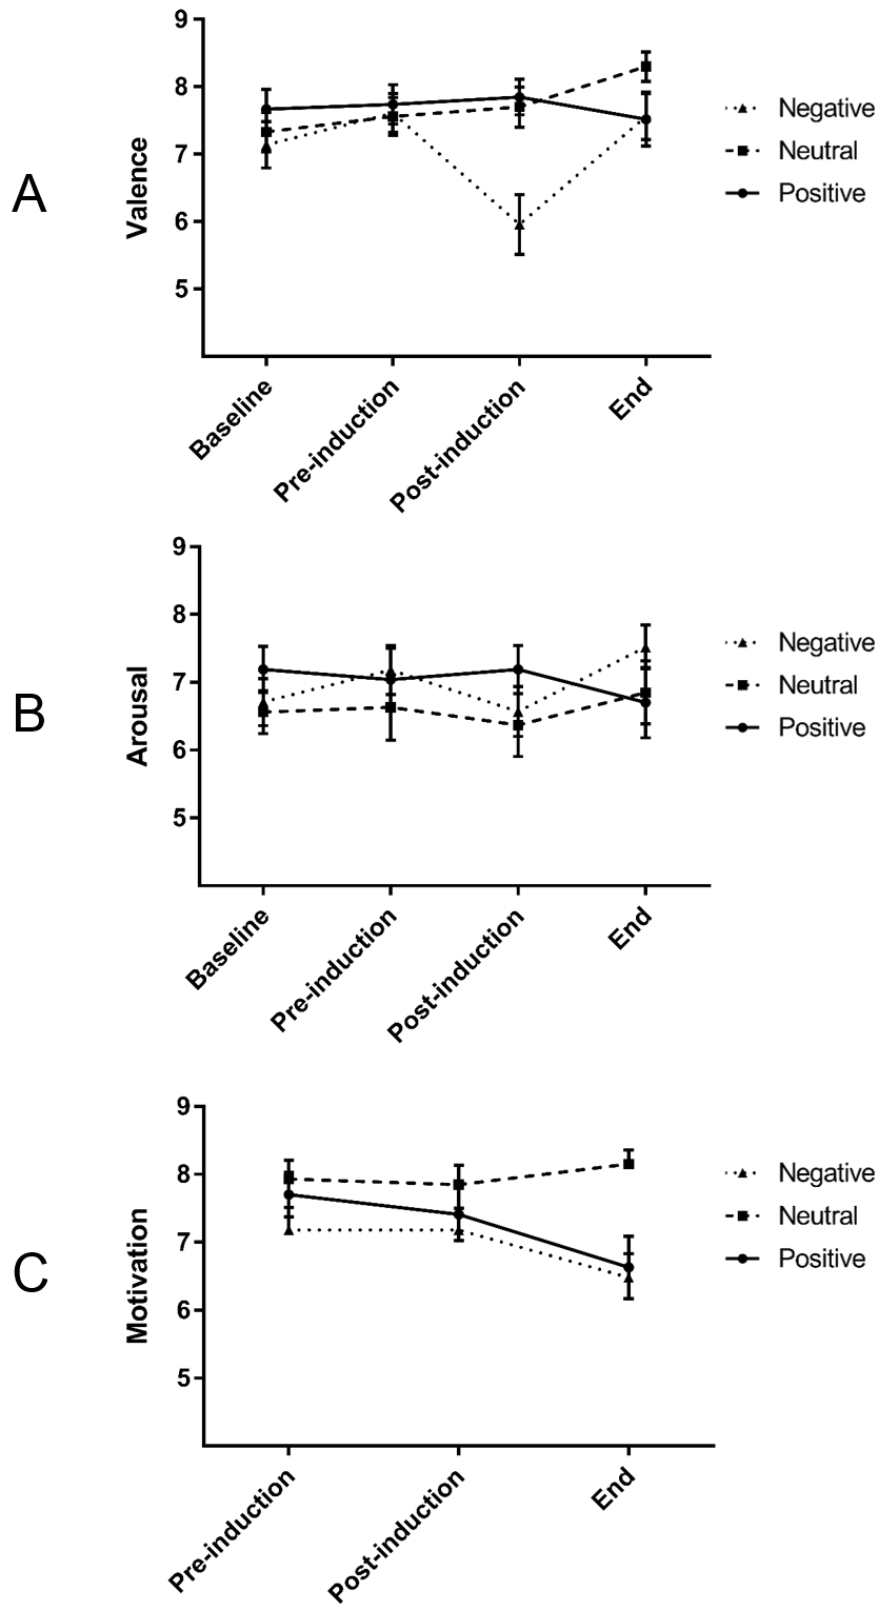 A
Valence
9
8
7
6
5
Baseline
Pre-induction
Post-induction
End
Negative
Neutral
Positive
B
Arousal
9
8
7
6
5
Baseline
Pre-induction
Post-induction
End
Negative
Neutral
Positive
C
Motivation
9
8
7
6
5
Pre-induction
Post-induction
End
Negative
Neutral
Positive